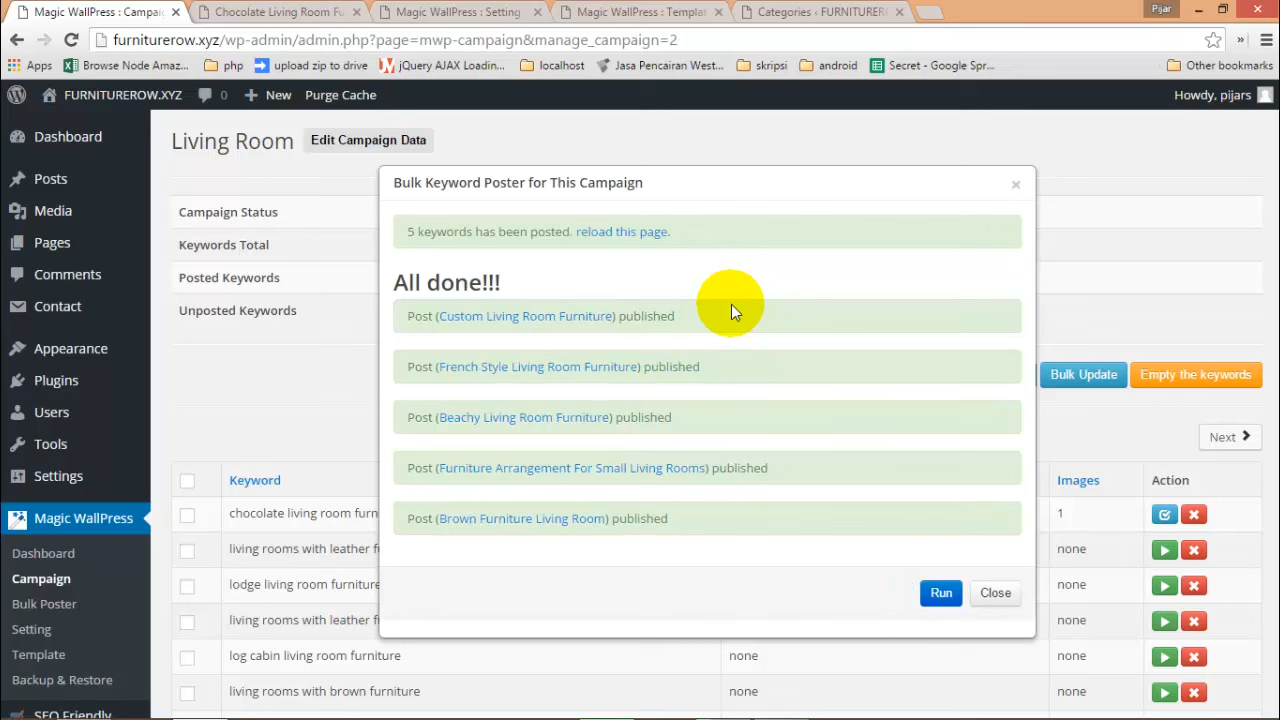 Magic WallPress : Campai
Chocolate Living Room Fu
Magic WallPress : Setting
Magic WallPress : Templat
Categories ‹ FURNITUREROW
Pijar
furniturerow.xyz/wp-admin/admin.php?page=mwp-campaign&manage_campaign=2
Apps
Browse Node Amaz...
php
upload zip to drive
jQuery AJAX Loadin...
localhost
Jasa Pencairan West...
skripsi
android
Secret - Google Spr...
Other bookmarks
FURNITUREROW.XYZ
0
New
Purge Cache
Howdy, pijars
Dashboard
Posts
Media
Pages
Comments
Contact
Appearance
Plugins
Users
Tools
Settings
Magic WallPress
Dashboard
Campaign
Bulk Poster
Setting
Template
Backup & Restore
SEO Friendly
Living Room
Edit Campaign Data
Campaign Status
Keywords Total
Posted Keywords
Unposted Keywords
Bulk Update
Empty the keywords
Next
Bulk Keyword Poster for This Campaign
×
5 keywords has been posted. reload this page.
All done!!!
Post (Custom Living Room Furniture) published
Post (French Style Living Room Furniture) published
Post (Beachy Living Room Furniture) published
Post (Furniture Arrangement For Small Living Rooms) published
Post (Brown Furniture Living Room) published
Run
Close
Keyword
Images
Action
chocolate living room furn
1
living rooms with leather fu
none
lodge living room furniture
none
living rooms with leather fu
none
log cabin living room furniture
none
none
living rooms with brown furniture
none
none